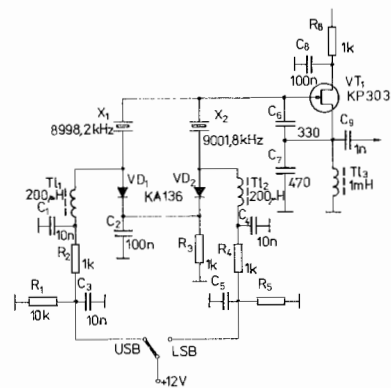 R₈
1k
C₈
100n
VT₁
KP303
X₁
8998,2kHz
X₂
9001,8kHz
C₆
330
C₉
1n
C₇
470
Tl₁
200μH
VD₁
KA136
VD₂
Tl₂
200μH
Tl₃
1mH
C₁
10n
C₂
100n
R₃
1k
C₄
10n
R₂
1k
R₄
1k
R₁
10k
C₃
10n
C₅
R₅
USB
LSB
+12V